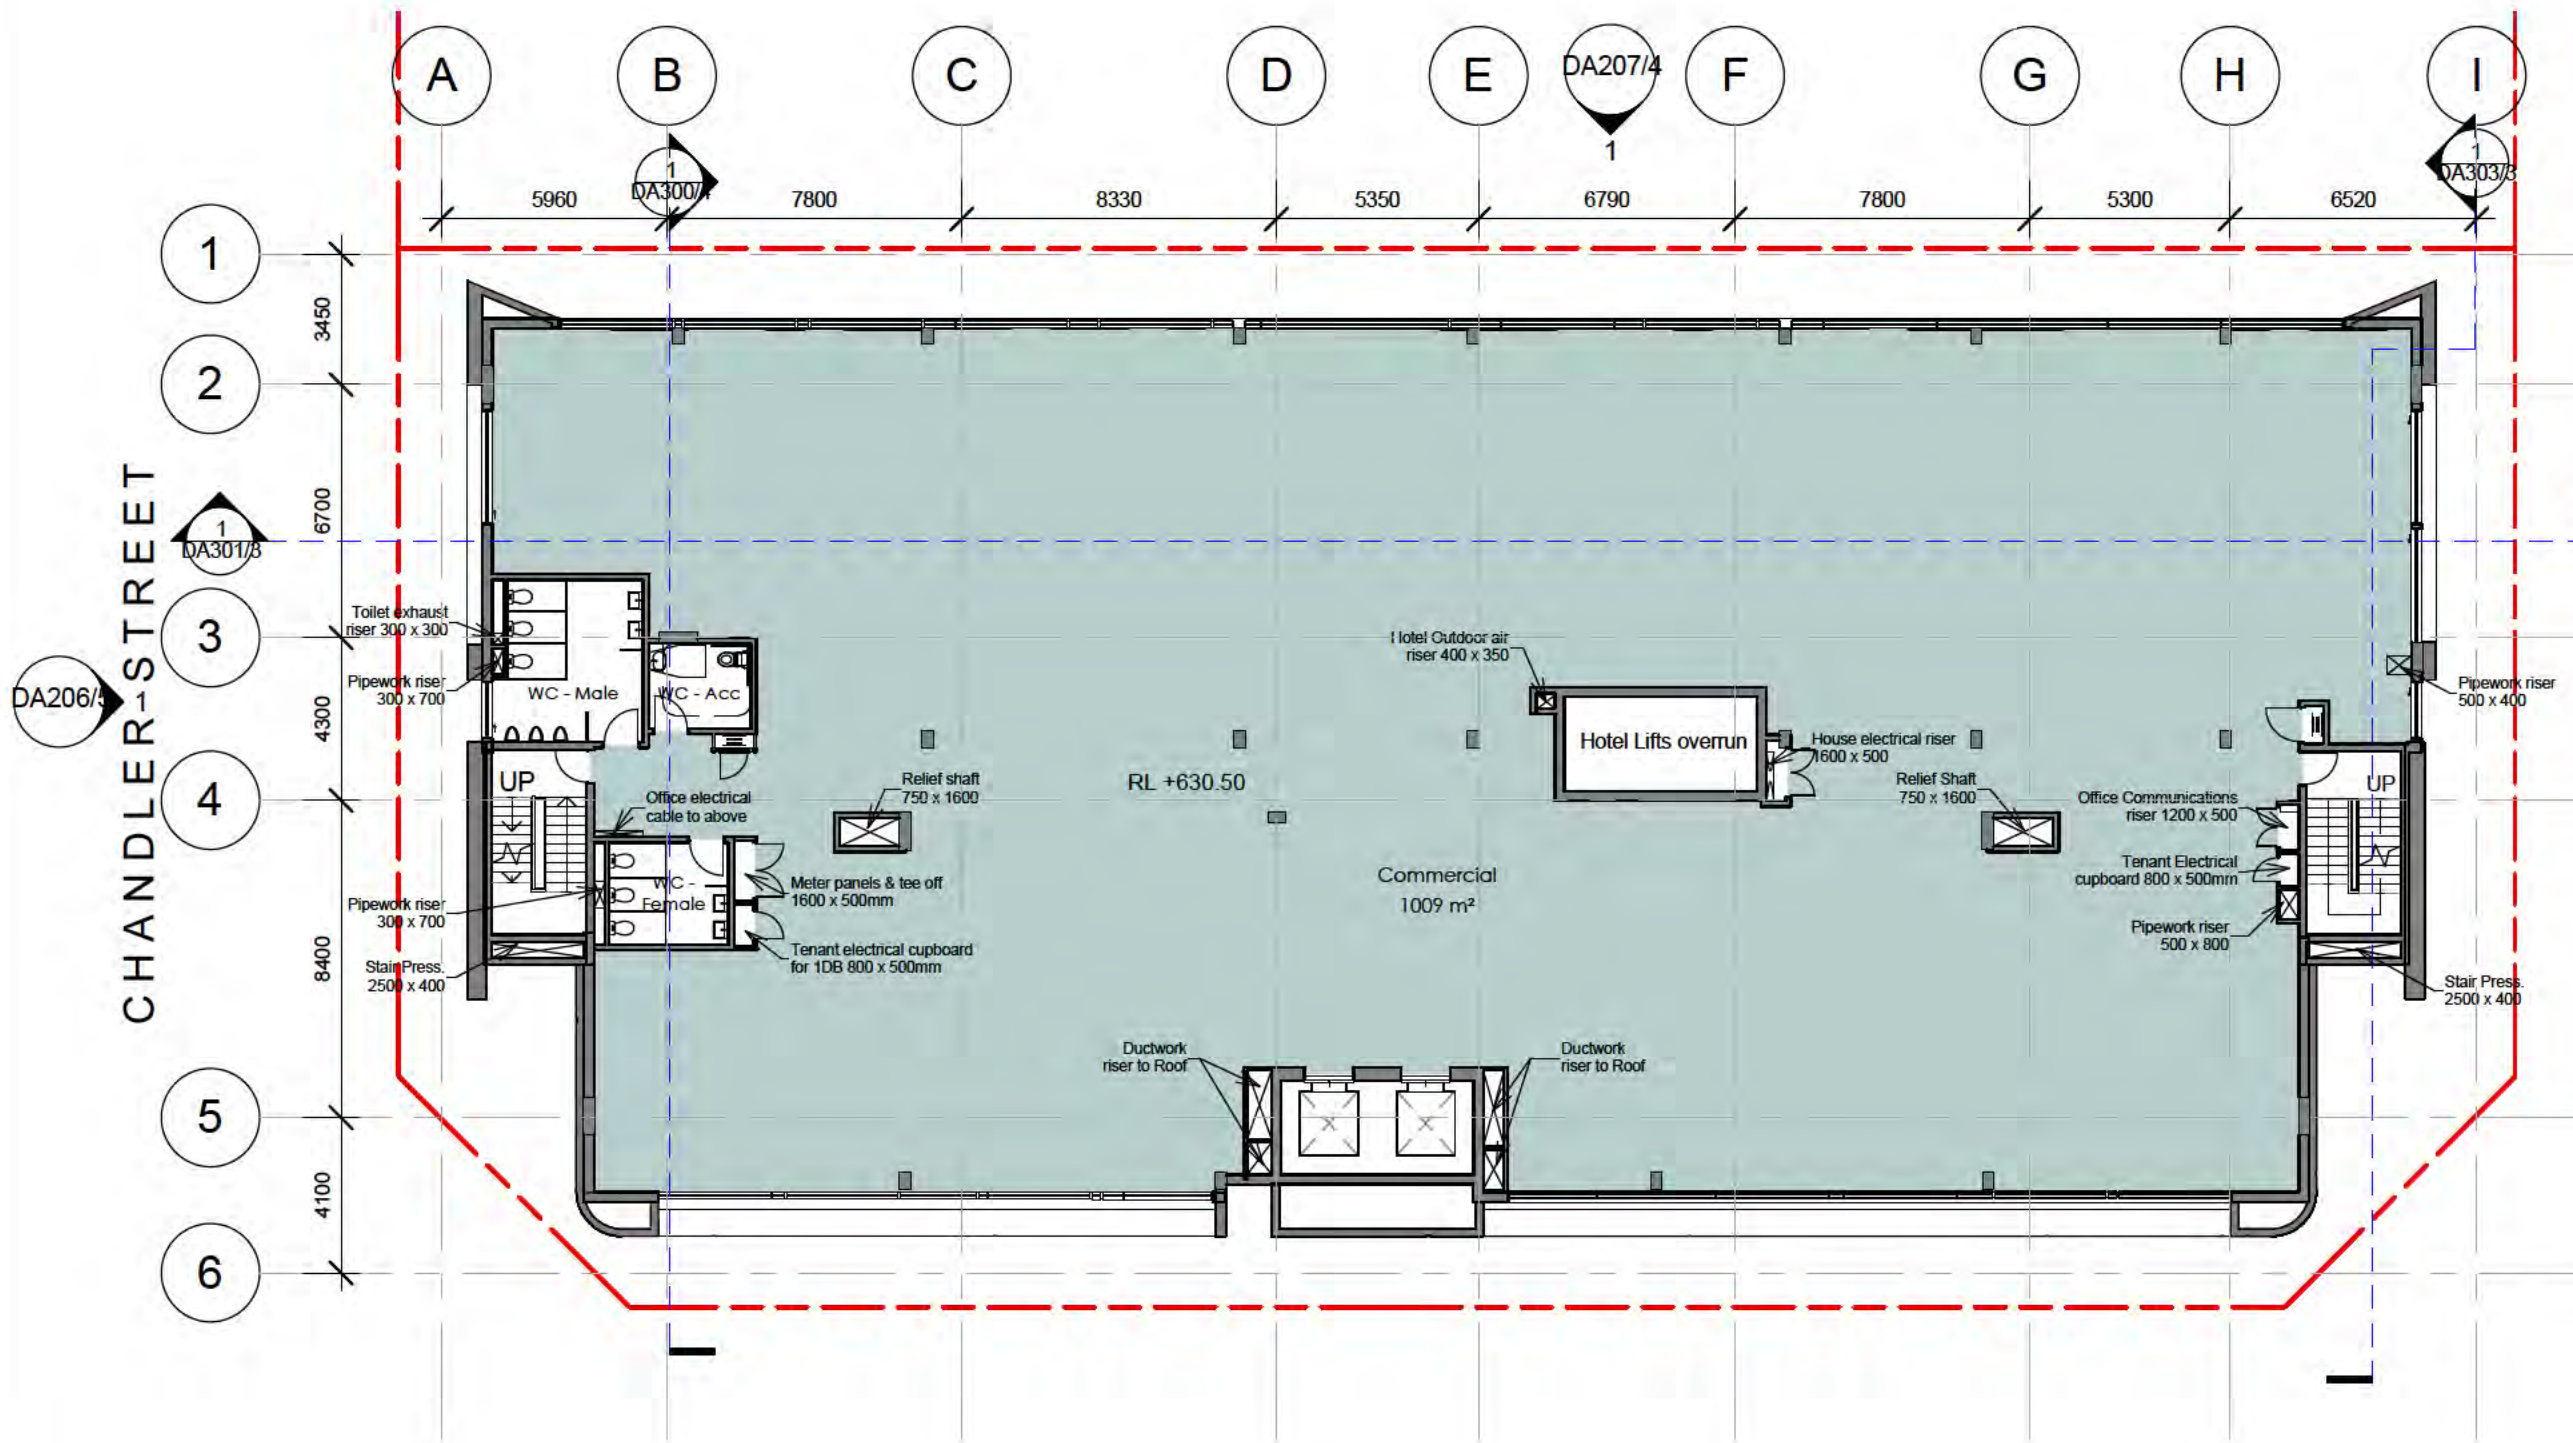 A
B
C
D
E
DA207/4
F
G
H
I
1
1
DA300/4
1
DA303/3
5960
7800
8330
5350
6790
7800
5300
6520
1
2
3
4
5
6
3450
6700
4300
8400
4100
CHANDLER STREET
1
DA301/3
DA206/5
1
Toilet exhaust
riser 300 x 300
Pipework riser
300 x 700
WC - Male
WC - Acc
UP
Office electrical
cable to above
Relief shaft
750 x 1600
RL +630.50
Hotel Outdoor air
riser 400 x 350
Hotel Lifts overrun
House electrical riser
1600 x 500
Relief Shaft
750 x 1600
Pipework riser
500 x 400
UP
Office Communications
riser 1200 x 500
Tenant Electrical
cupboard 800 x 500mm
Pipework riser
500 x 800
Stair Press.
2500 x 400
WC -
Female
Pipework riser
300 x 700
Stair Press.
2500 x 400
Meter panels & tee off
1600 x 500mm
Tenant electrical cupboard
for 1DB 800 x 500mm
Commercial
1009 m²
Ductwork
riser to Roof
Ductwork
riser to Roof